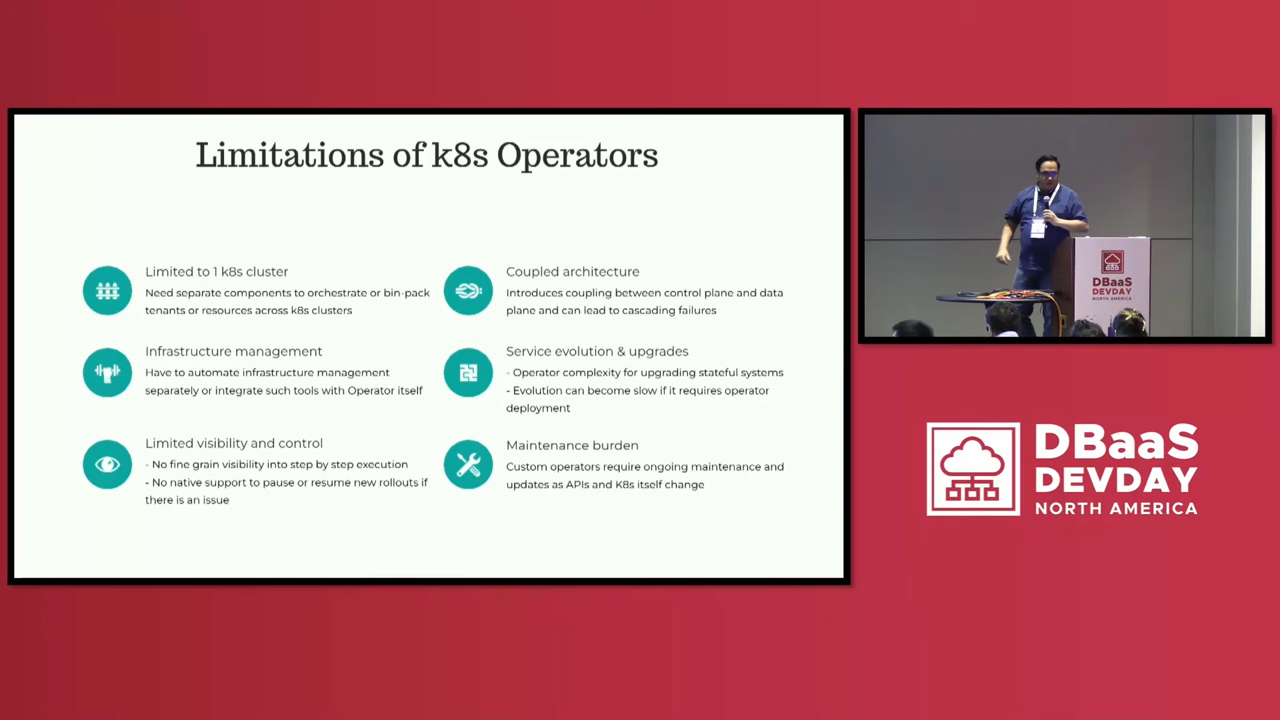 Limitations of k8s Operators
Limited to 1 k8s cluster
Need separate components to orchestrate or bin-pack
tenants or resources across k8s clusters
Infrastructure management
Have to automate infrastructure management
separately or integrate such tools with Operator itself
Limited visibility and control
- No fine grain visibility into step by step execution
- No native support to pause or resume new rollouts if
there is an issue
Coupled architecture
Introduces coupling between control plane and data
plane and can lead to cascading failures
Service evolution & upgrades
- Operator complexity for upgrading stateful systems
- Evolution can become slow if it requires operator
deployment
Maintenance burden
Custom operators require ongoing maintenance and
updates as APIs and K8s itself change
DBaaS
DEVDAY
NORTH AMERICA
DBaaS
DEVDAY
NORTH AMERICA